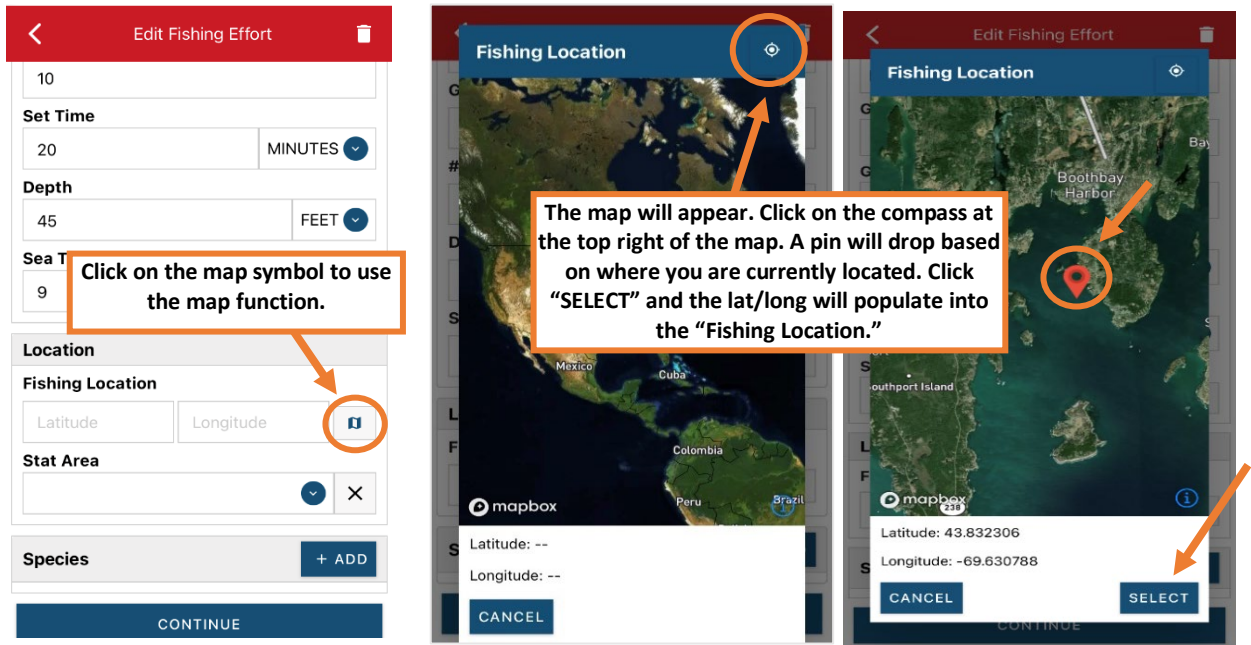 Edit Fishing Effort
10
Set Time
20
MINUTES
Depth
45
FEET
Sea T
9
Click on the map symbol to use
the map function.
Location
Fishing Location
Latitude
Longitude
Stat Area
Species
+ ADD
CONTINUE
Fishing Location
G
#
D
S
L
F
S
The map will appear. Click on the compass at
the top right of the map. A pin will drop based
on where you are currently located. Click
“SELECT” and the lat/long will populate into
the “Fishing Location.”
Mexico
Cuba
Colombia
Peru
Brazil
mapbox
Latitude: --
Longitude: --
CANCEL
Edit Fishing Effort
Fishing Location
G
G
Bay
Boothbay
Harbor
S
outhport Island
L
F
mapbox
238
Latitude: 43.832306
Longitude: -69.630788
S
CANCEL
SELECT
CONTINUE